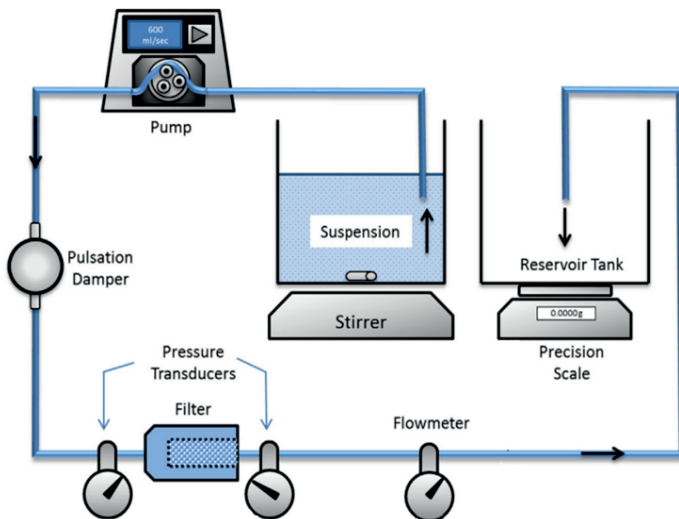 600
ml/sec
Pump
Suspension
Pulsation
Damper
Reservoir Tank
0.0000g
Stirrer
Precision
Scale
Pressure
Transducers
Filter
Flowmeter